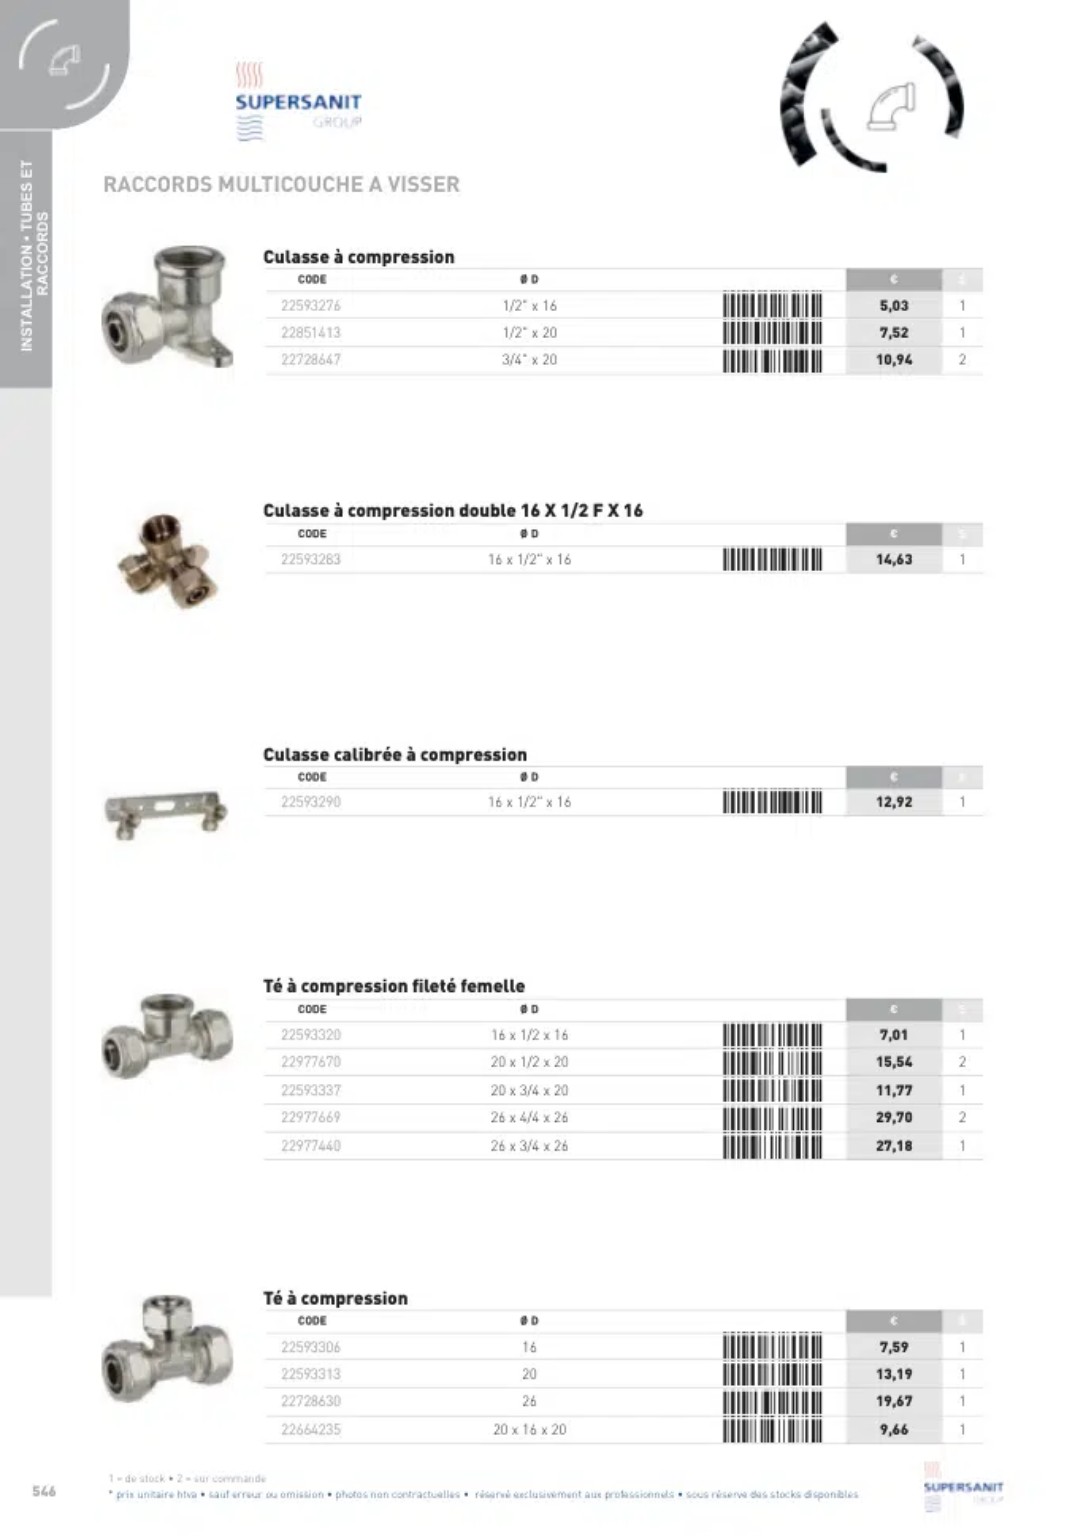 SUPERSANIT
GROUP
INSTALLATION • TUBES ET
RACCORDS
RACCORDS MULTICOUCHE A VISSER
Culasse à compression
CODE Ø D € S
22593276 1/2" x 16 5,03 1
22851413 1/2" x 20 7,52 1
22728647 3/4" x 20 10,94 2
Culasse à compression double 16 X 1/2 F X 16
CODE Ø D € S
22593283 16 x 1/2" x 16 14,63 1
Culasse calibrée à compression
CODE Ø D € S
22593290 16 x 1/2" x 16 12,92 1
Té à compression fileté femelle
CODE Ø D € S
22593320 16 x 1/2 x 16 7,01 1
22977670 20 x 1/2 x 20 15,54 2
22593337 20 x 3/4 x 20 11,77 1
22977669 26 x 4/4 x 26 29,70 2
22977440 26 x 3/4 x 26 27,18 1
Té à compression
CODE Ø D € S
22593306 16 7,59 1
22593313 20 13,19 1
22728630 26 19,67 1
22664235 20 x 16 x 20 9,66 1
1 = de stock • 2 = sur commande
* prix unitaire htva • sauf erreur ou omission • photos non contractuelles • réservé exclusivement aux professionnels • sous réserve des stocks disponibles
546
SUPERSANIT
GROUP